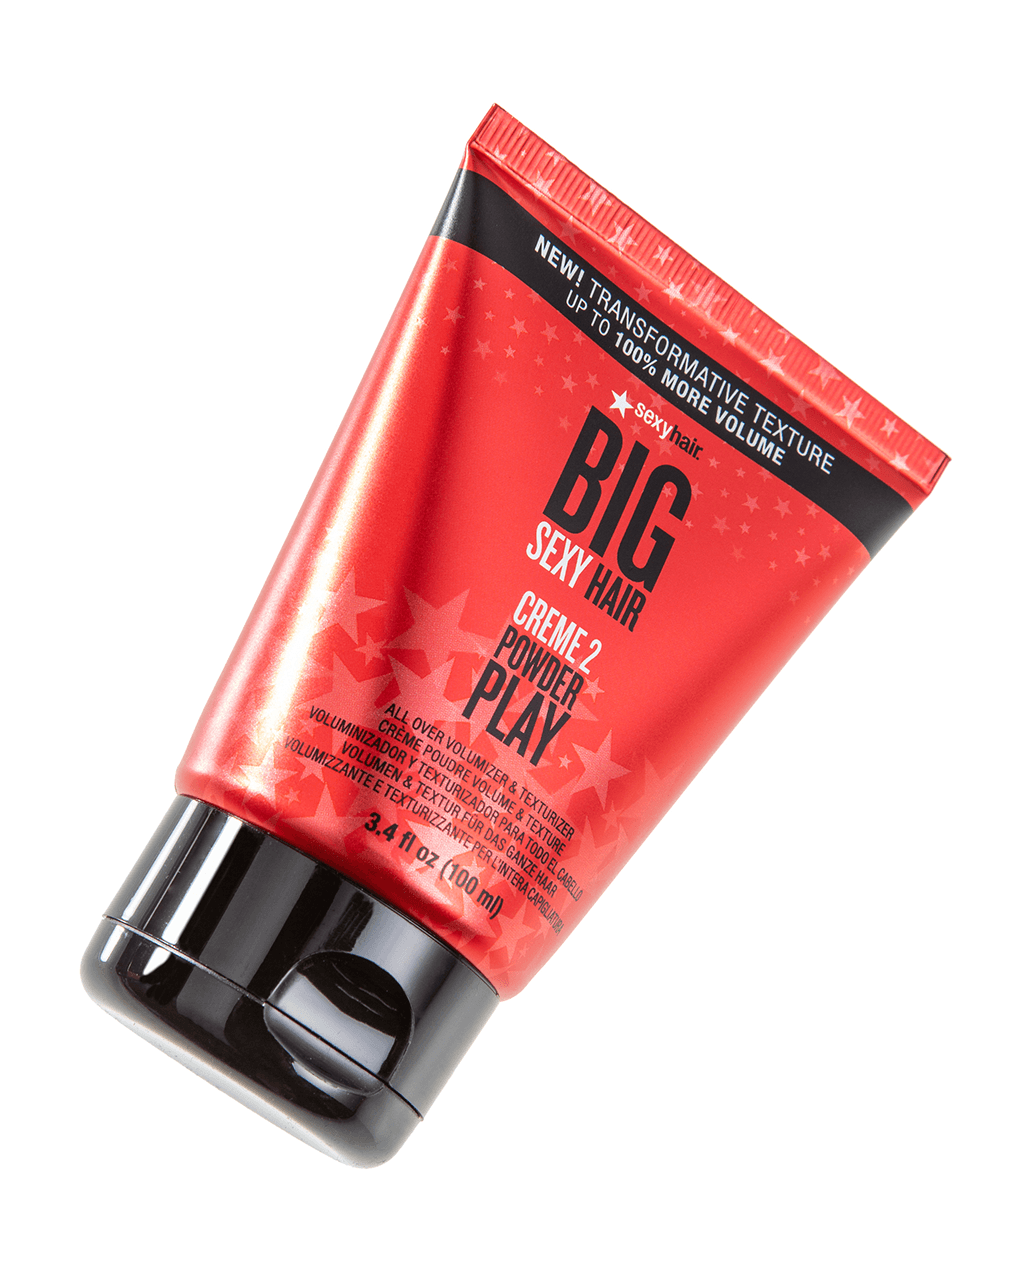 NEW! TRANSFORMATIVE TEXTURE
UP TO 100% MORE VOLUME
sexyhair.
BIG
SEXY HAIR
CREME 2
POWDER
PLAY
ALL OVER VOLUMIZER & TEXTURIZER
CRÈME POUDRE VOLUME & TEXTURE
VOLUMINIZADOR Y TEXTURIZADOR PARA TODO EL CABELLO
VOLUMEN & TEXTUR FÜR DAS GANZE HAAR
VOLUMIZZANTE E TEXTURIZZANTE PER L'INTERA CAPIGLIATURA
3.4 fl oz (100 ml)